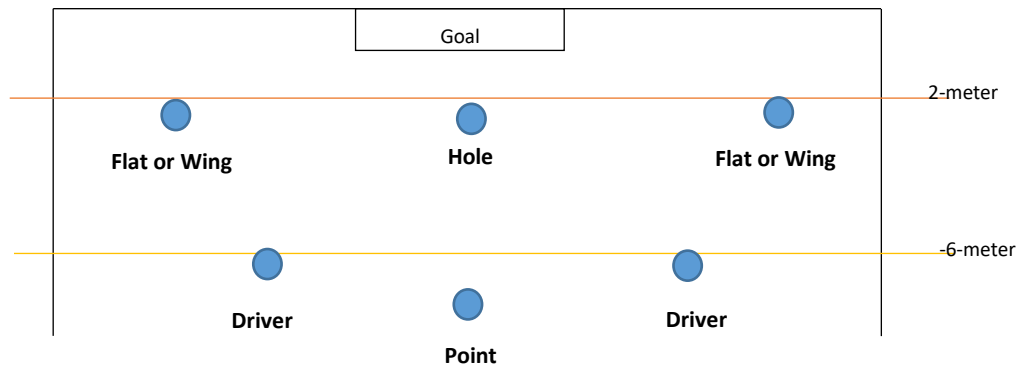 Goal
2-meter
Flat or Wing
Hole
Flat or Wing
-6-meter
Driver
Driver
Point